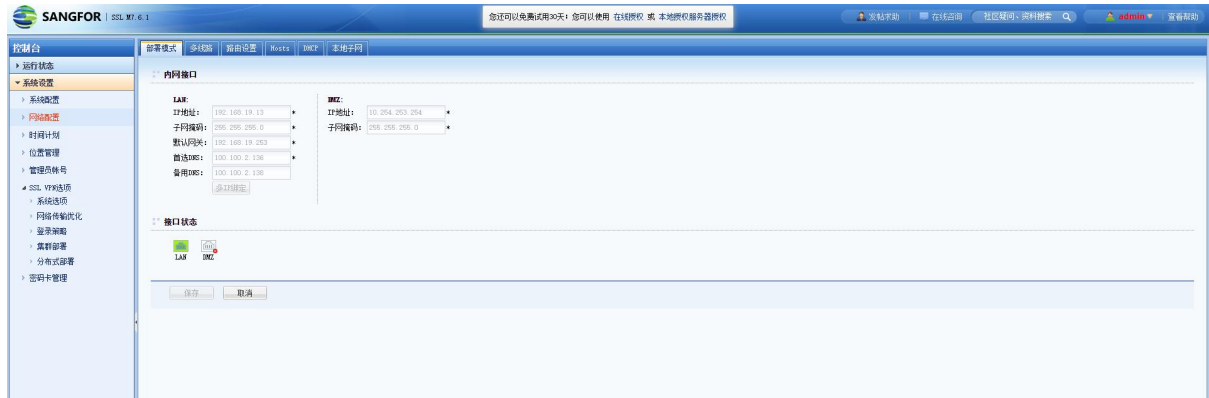 SANGFOR | SSL M7.6.1
您还可以免费试用30天! 您可以使用 在线授权 或 本地授权服务器授权
发帖求助 在线咨询 社区疑问、资料搜索 admin 查看帮助
控制台
部署模式 多线路 路由设置 Hosts DHCP 本地子网
运行状态
系统设置
系统配置
网络配置
时间计划
位置管理
管理员帐号
SSL VPN选项
系统选项
网络传输优化
登录策略
集群部署
分布式部署
密码卡管理
内网接口
LAN:
IP地址: 192.168.19.13 *
子网掩码: 255.255.255.0 *
默认网关: 192.168.19.253 *
首选DNS: 100.100.2.136 *
备用DNS: 100.100.2.138
多IP绑定
DMZ:
IP地址: 10.254.253.254 *
子网掩码: 255.255.255.0 *
接口状态
LAN DMZ
保存 取消